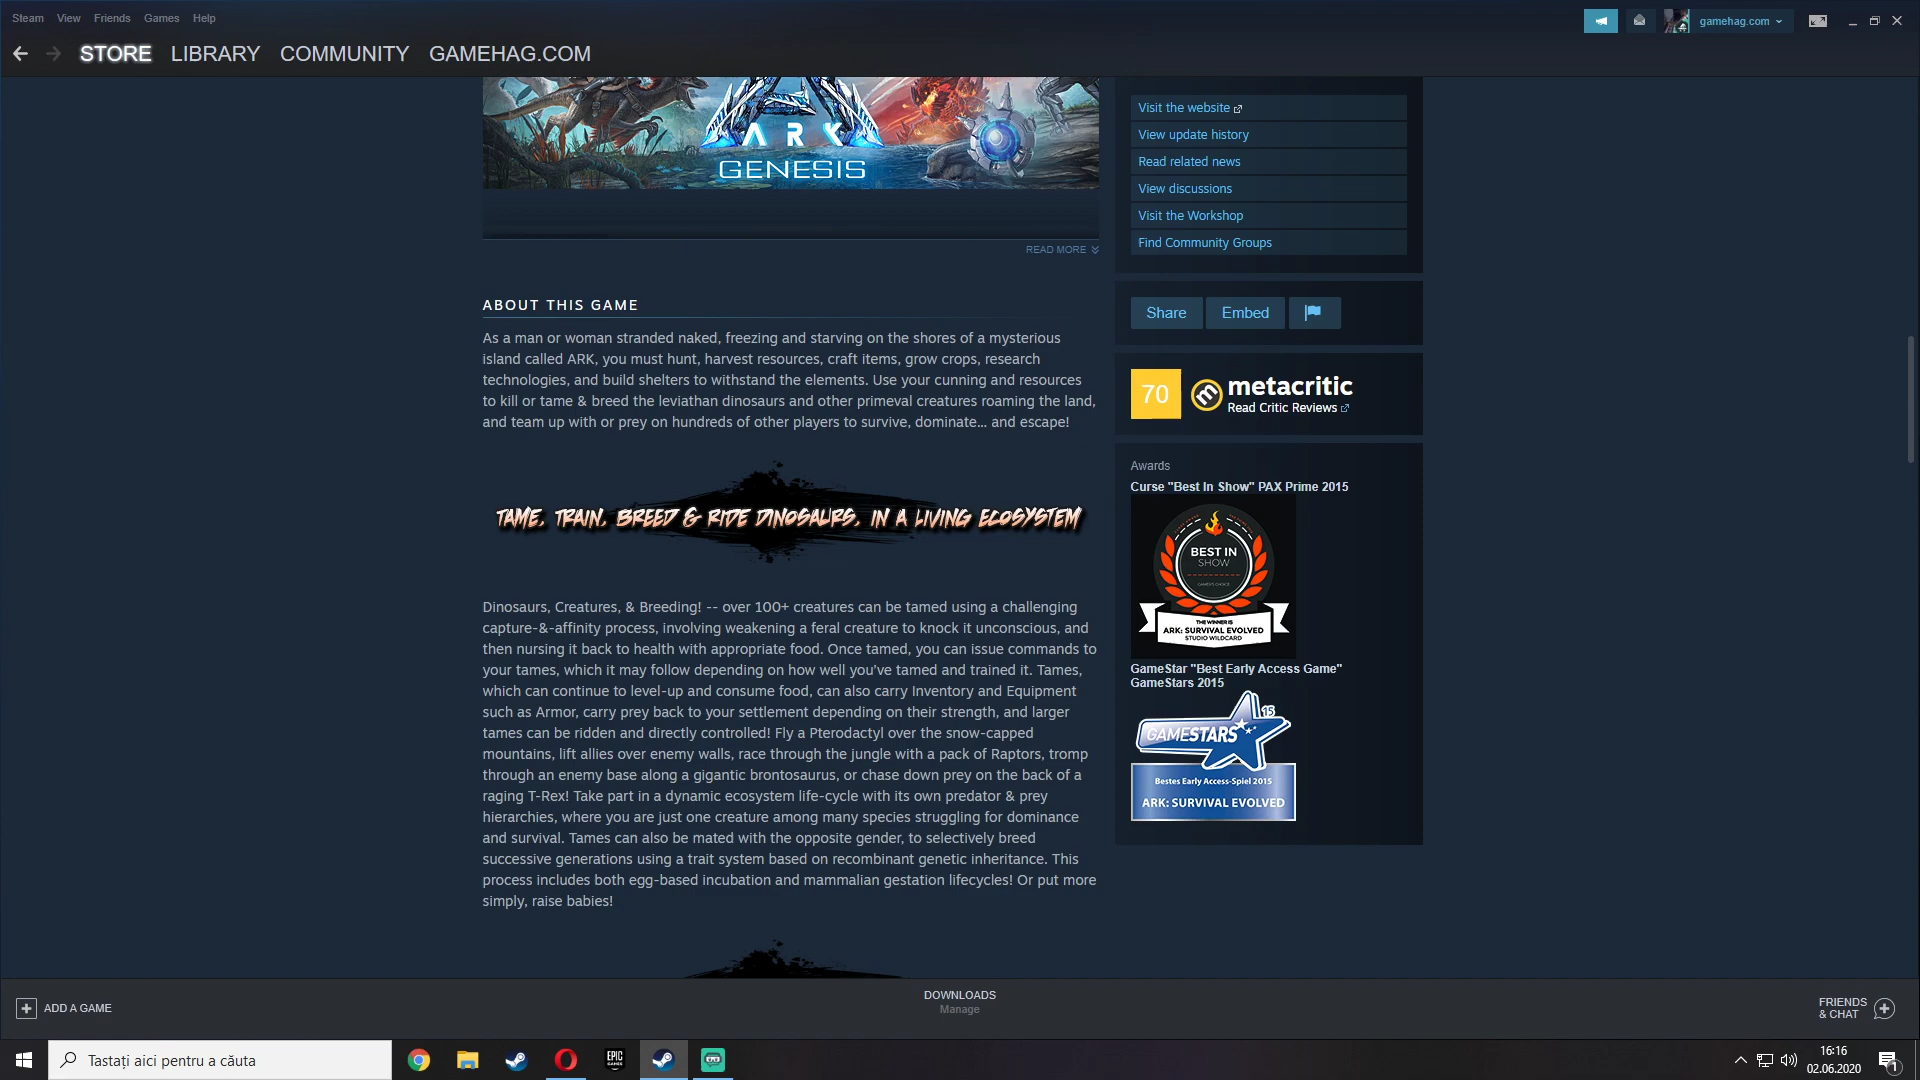 Steam View Friends Games Help
gamehag.com
STORE LIBRARY COMMUNITY GAMEHAG.COM
ARK
GENESIS
READ MORE
ABOUT THIS GAME
As a man or woman stranded naked, freezing and starving on the shores of a mysterious
island called ARK, you must hunt, harvest resources, craft items, grow crops, research
technologies, and build shelters to withstand the elements. Use your cunning and resources
to kill or tame & breed the leviathan dinosaurs and other primeval creatures roaming the land,
and team up with or prey on hundreds of other players to survive, dominate... and escape!
TAME, TRAIN, BREED & RIDE DINOSAURS, IN A LIVING ECOSYSTEM
Dinosaurs, Creatures, & Breeding! -- over 100+ creatures can be tamed using a challenging
capture-&-affinity process, involving weakening a feral creature to knock it unconscious, and
then nursing it back to health with appropriate food. Once tamed, you can issue commands to
your tames, which it may follow depending on how well you've tamed and trained it. Tames,
which can continue to level-up and consume food, can also carry Inventory and Equipment
such as Armor, carry prey back to your settlement depending on their strength, and larger
tames can be ridden and directly controlled! Fly a Pterodactyl over the snow-capped
mountains, lift allies over enemy walls, race through the jungle with a pack of Raptors, tromp
through an enemy base along a gigantic brontosaurus, or chase down prey on the back of a
raging T-Rex! Take part in a dynamic ecosystem life-cycle with its own predator & prey
hierarchies, where you are just one creature among many species struggling for dominance
and survival. Tames can also be mated with the opposite gender, to selectively breed
successive generations using a trait system based on recombinant genetic inheritance. This
process includes both egg-based incubation and mammalian gestation lifecycles! Or put more
simply, raise babies!
Visit the website
View update history
Read related news
View discussions
Visit the Workshop
Find Community Groups
Share Embed
70 metacritic
Read Critic Reviews
Awards
Curse "Best In Show" PAX Prime 2015
BEST IN
SHOW
GAMER'S CHOICE
THE WINNER IS
ARK: SURVIVAL EVOLVED
STUDIO WILDCARD
GameStar "Best Early Access Game"
GameStars 2015
15
GAMESTARS
Bestes Early Access-Spiel 2015
ARK: SURVIVAL EVOLVED
ADD A GAME
DOWNLOADS
Manage
FRIENDS
& CHAT
Tastați aici pentru a căuta
EPIC
GAMES
16:16
02.06.2020
1